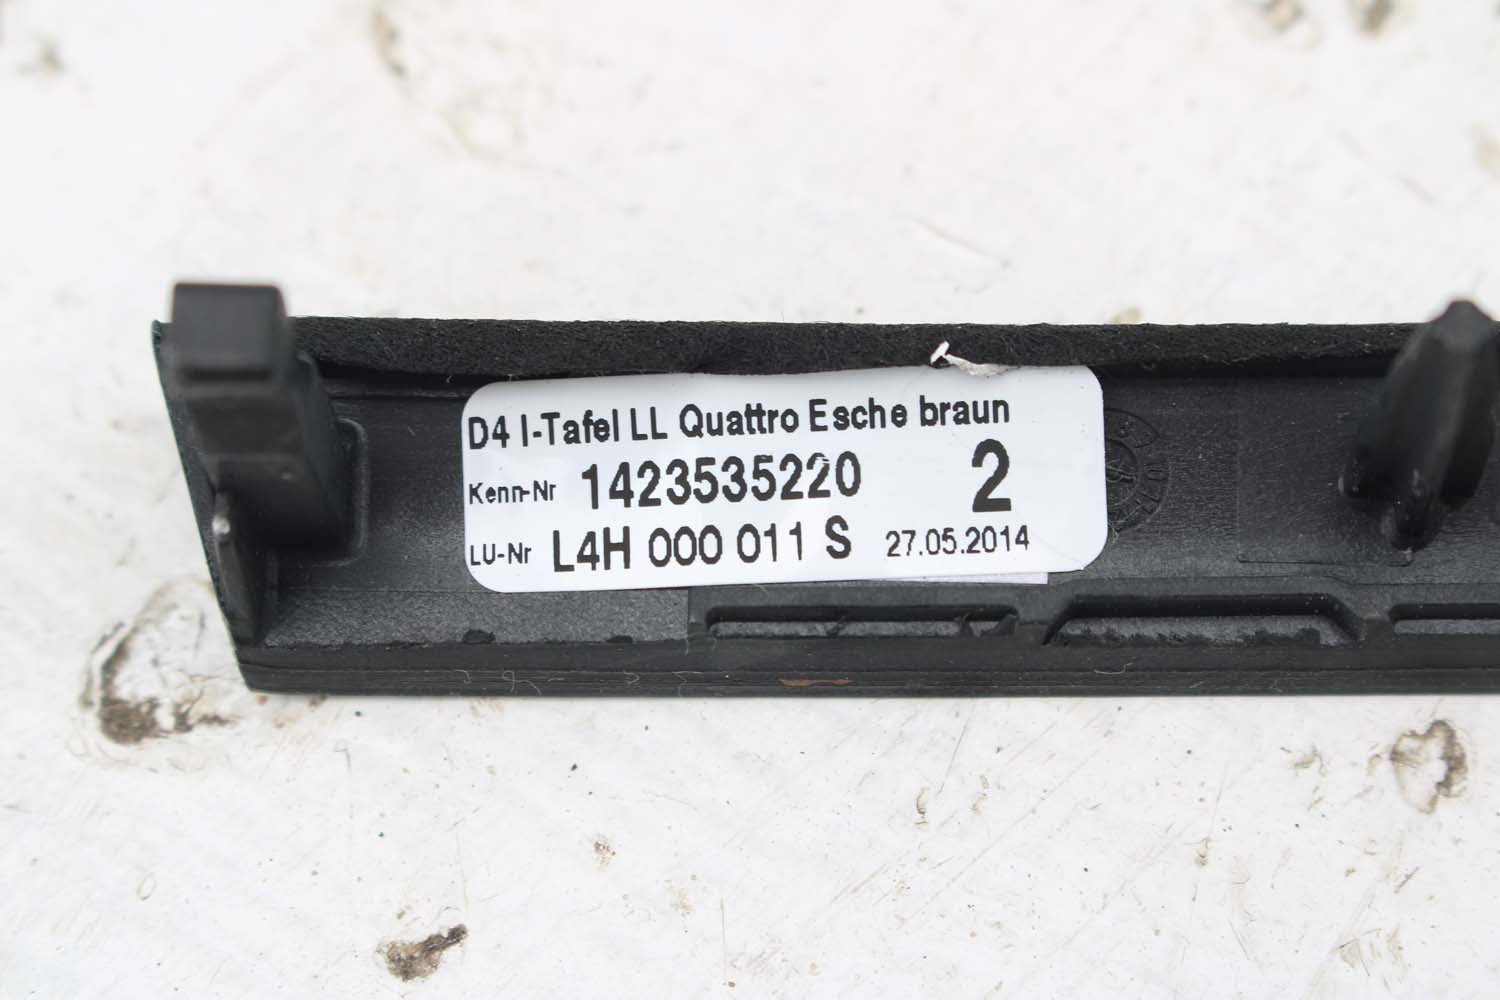 D4 I-Tafel LL Quattro Esche braun
Kenn-Nr 1423535220 2
LU-Nr L4H 000 011 S 27.05.2014